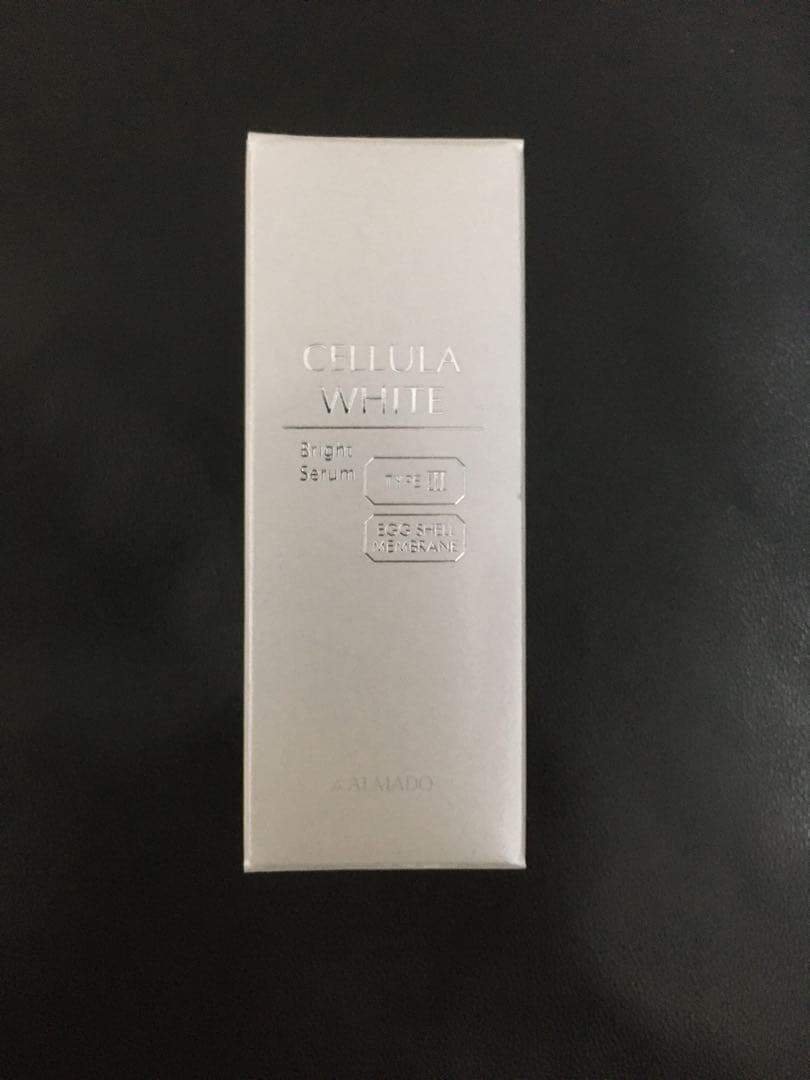 CELLULA
WHITE
Bright
Serum
TYPE III
EGG SHELL
MEMBRANE
ALMADO